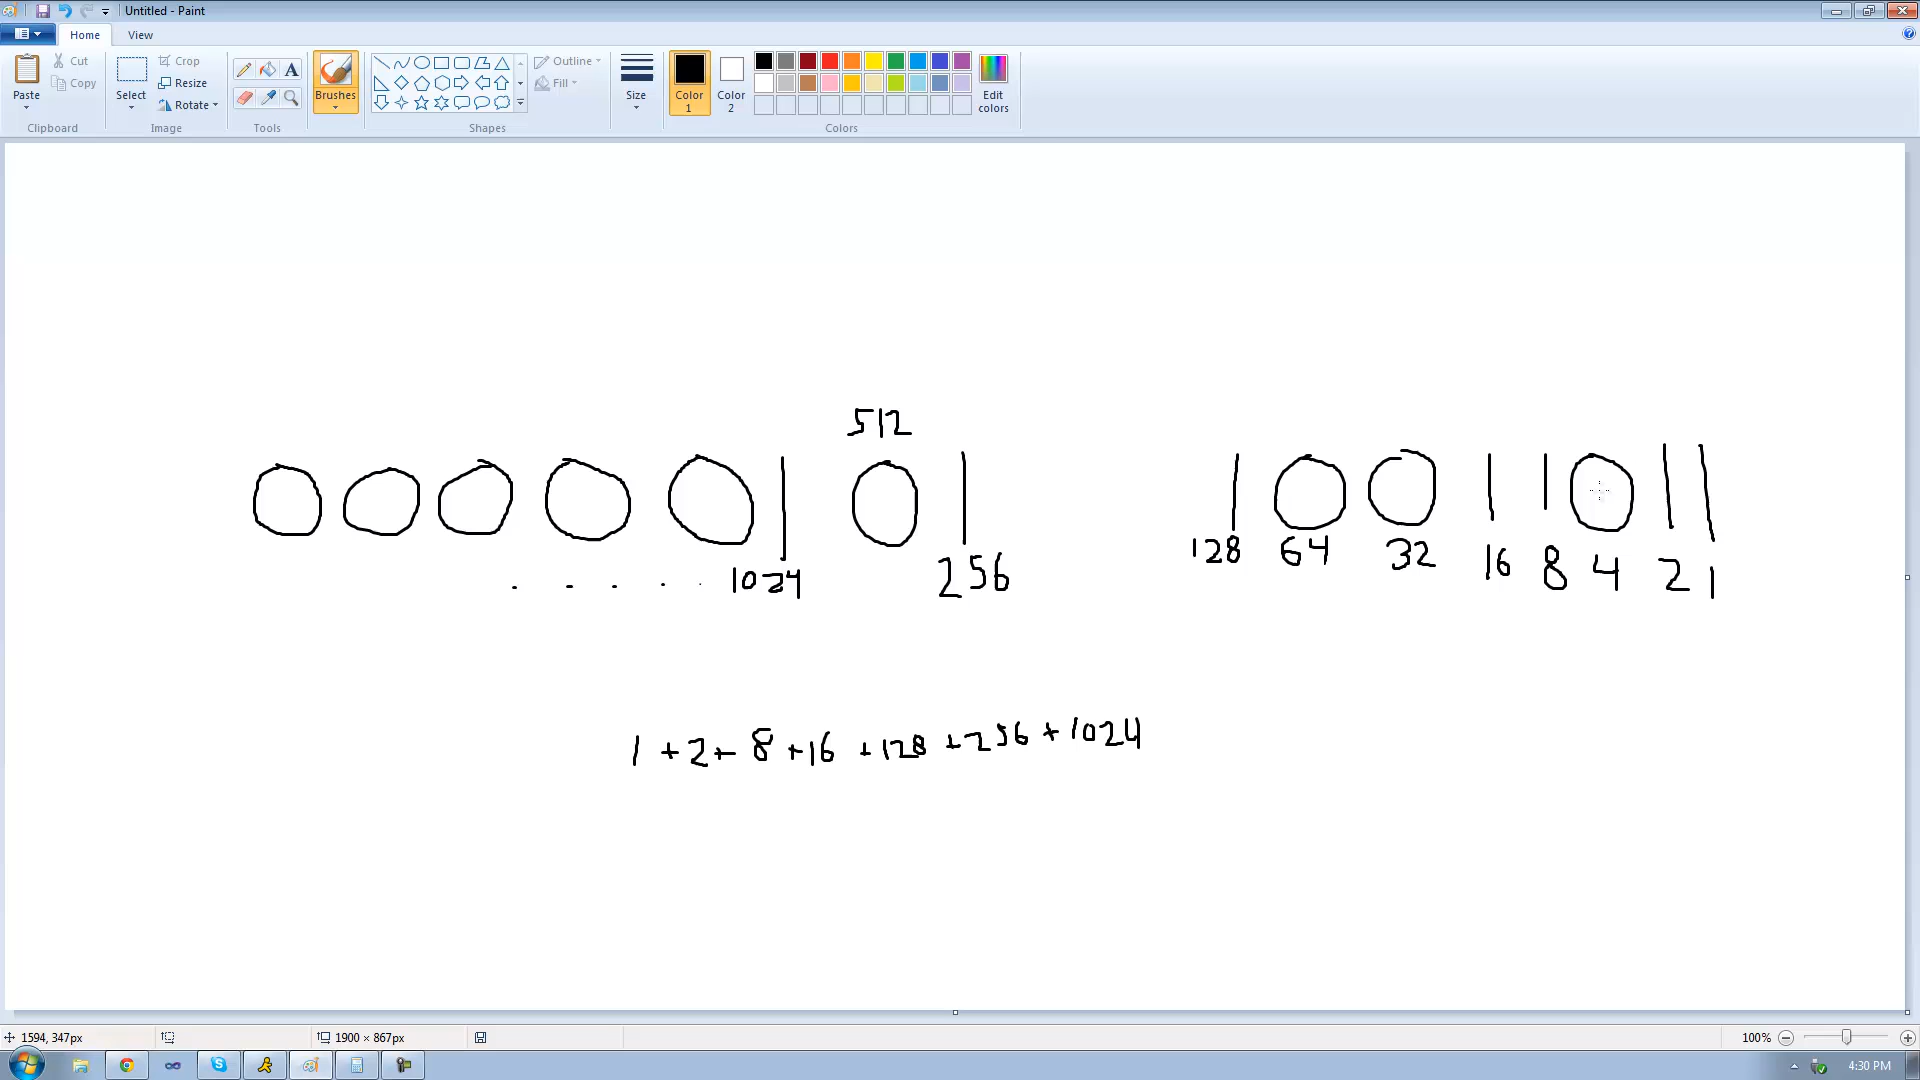 Untitled - Paint
Home View
Paste Cut Copy Select Crop Resize Rotate Brushes Outline Fill Size Color 1 Color 2 Edit colors
Clipboard Image Tools Shapes Colors
512
00000101 10011011
1024 256 128 64 32 16 8 4 2 1
1 + 2 + 8 + 16 + 128 + 256 + 1024
1594, 347px 1900 × 867px 100%
4:30 PM